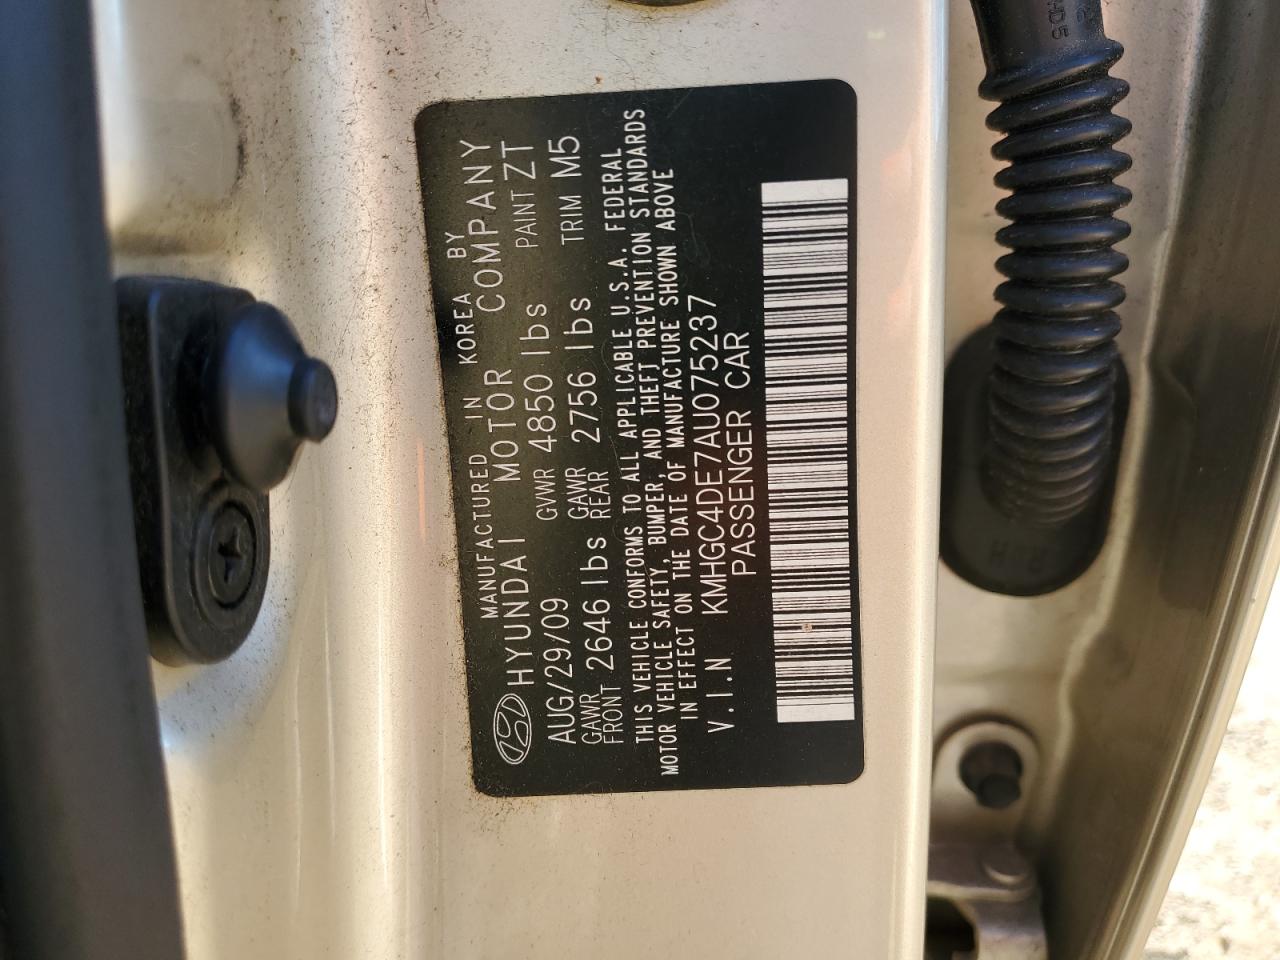 MANUFACTURED IN KOREA BY
HYUNDAI MOTOR COMPANY
AUG/29/09 GVWR 4850 lbs PAINT ZT
GAWR FRONT 2646 lbs GAWR REAR 2756 lbs TRIM M5
THIS VEHICLE CONFORMS TO ALL APPLICABLE U.S.A. FEDERAL
MOTOR VEHICLE SAFETY, BUMPER, AND THEFT PREVENTION STANDARDS
IN EFFECT ON THE DATE OF MANUFACTURE SHOWN ABOVE
V.I.N KMHGC4DE7AU075237
PASSENGER CAR